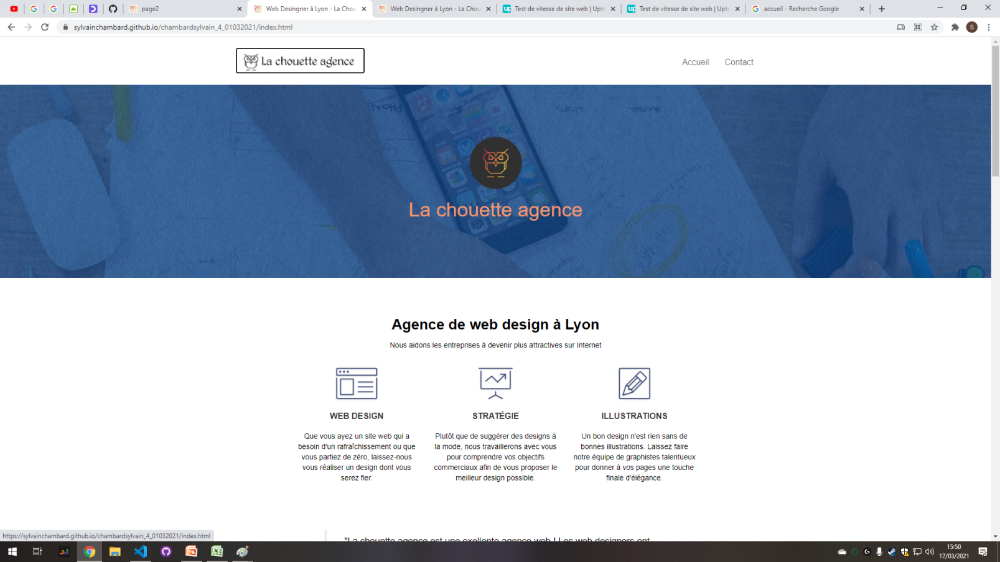 page2
Web Desingner à Lyon - La Chou
Web Desingner à Lyon - La Chou
Test de vitesse de site web | Uptr
Test de vitesse de site web | Uptr
accueil - Recherche Google
sylvainchambard.github.io/chambardsylvain_4_01032021/index.html
S
La chouette agence
Accueil
Contact
La chouette agence
Agence de web design à Lyon
Nous aidons les entreprises à devenir plus attractives sur Internet
WEB DESIGN
Que vous ayez un site web qui a
besoin d'un rafraîchissement ou que
vous partiez de zéro, laissez-nous
vous réaliser un design dont vous
serez fier.
STRATÉGIE
Plutôt que de suggérer des designs à
la mode, nous travaillerons avec vous
pour comprendre vos objectifs
commerciaux afin de vous proposer le
meilleur design possible.
ILLUSTRATIONS
Un bon design n'est rien sans de
bonnes illustrations. Laissez faire
notre équipe de graphistes talentueux
pour donner à vos pages une touche
finale d'élégance.
"La chouette agence est une exellente agence web ! Les web designers ont
https://sylvainchambard.github.io/chambardsylvain_4_01032021/index.html
15:50
17/03/2021